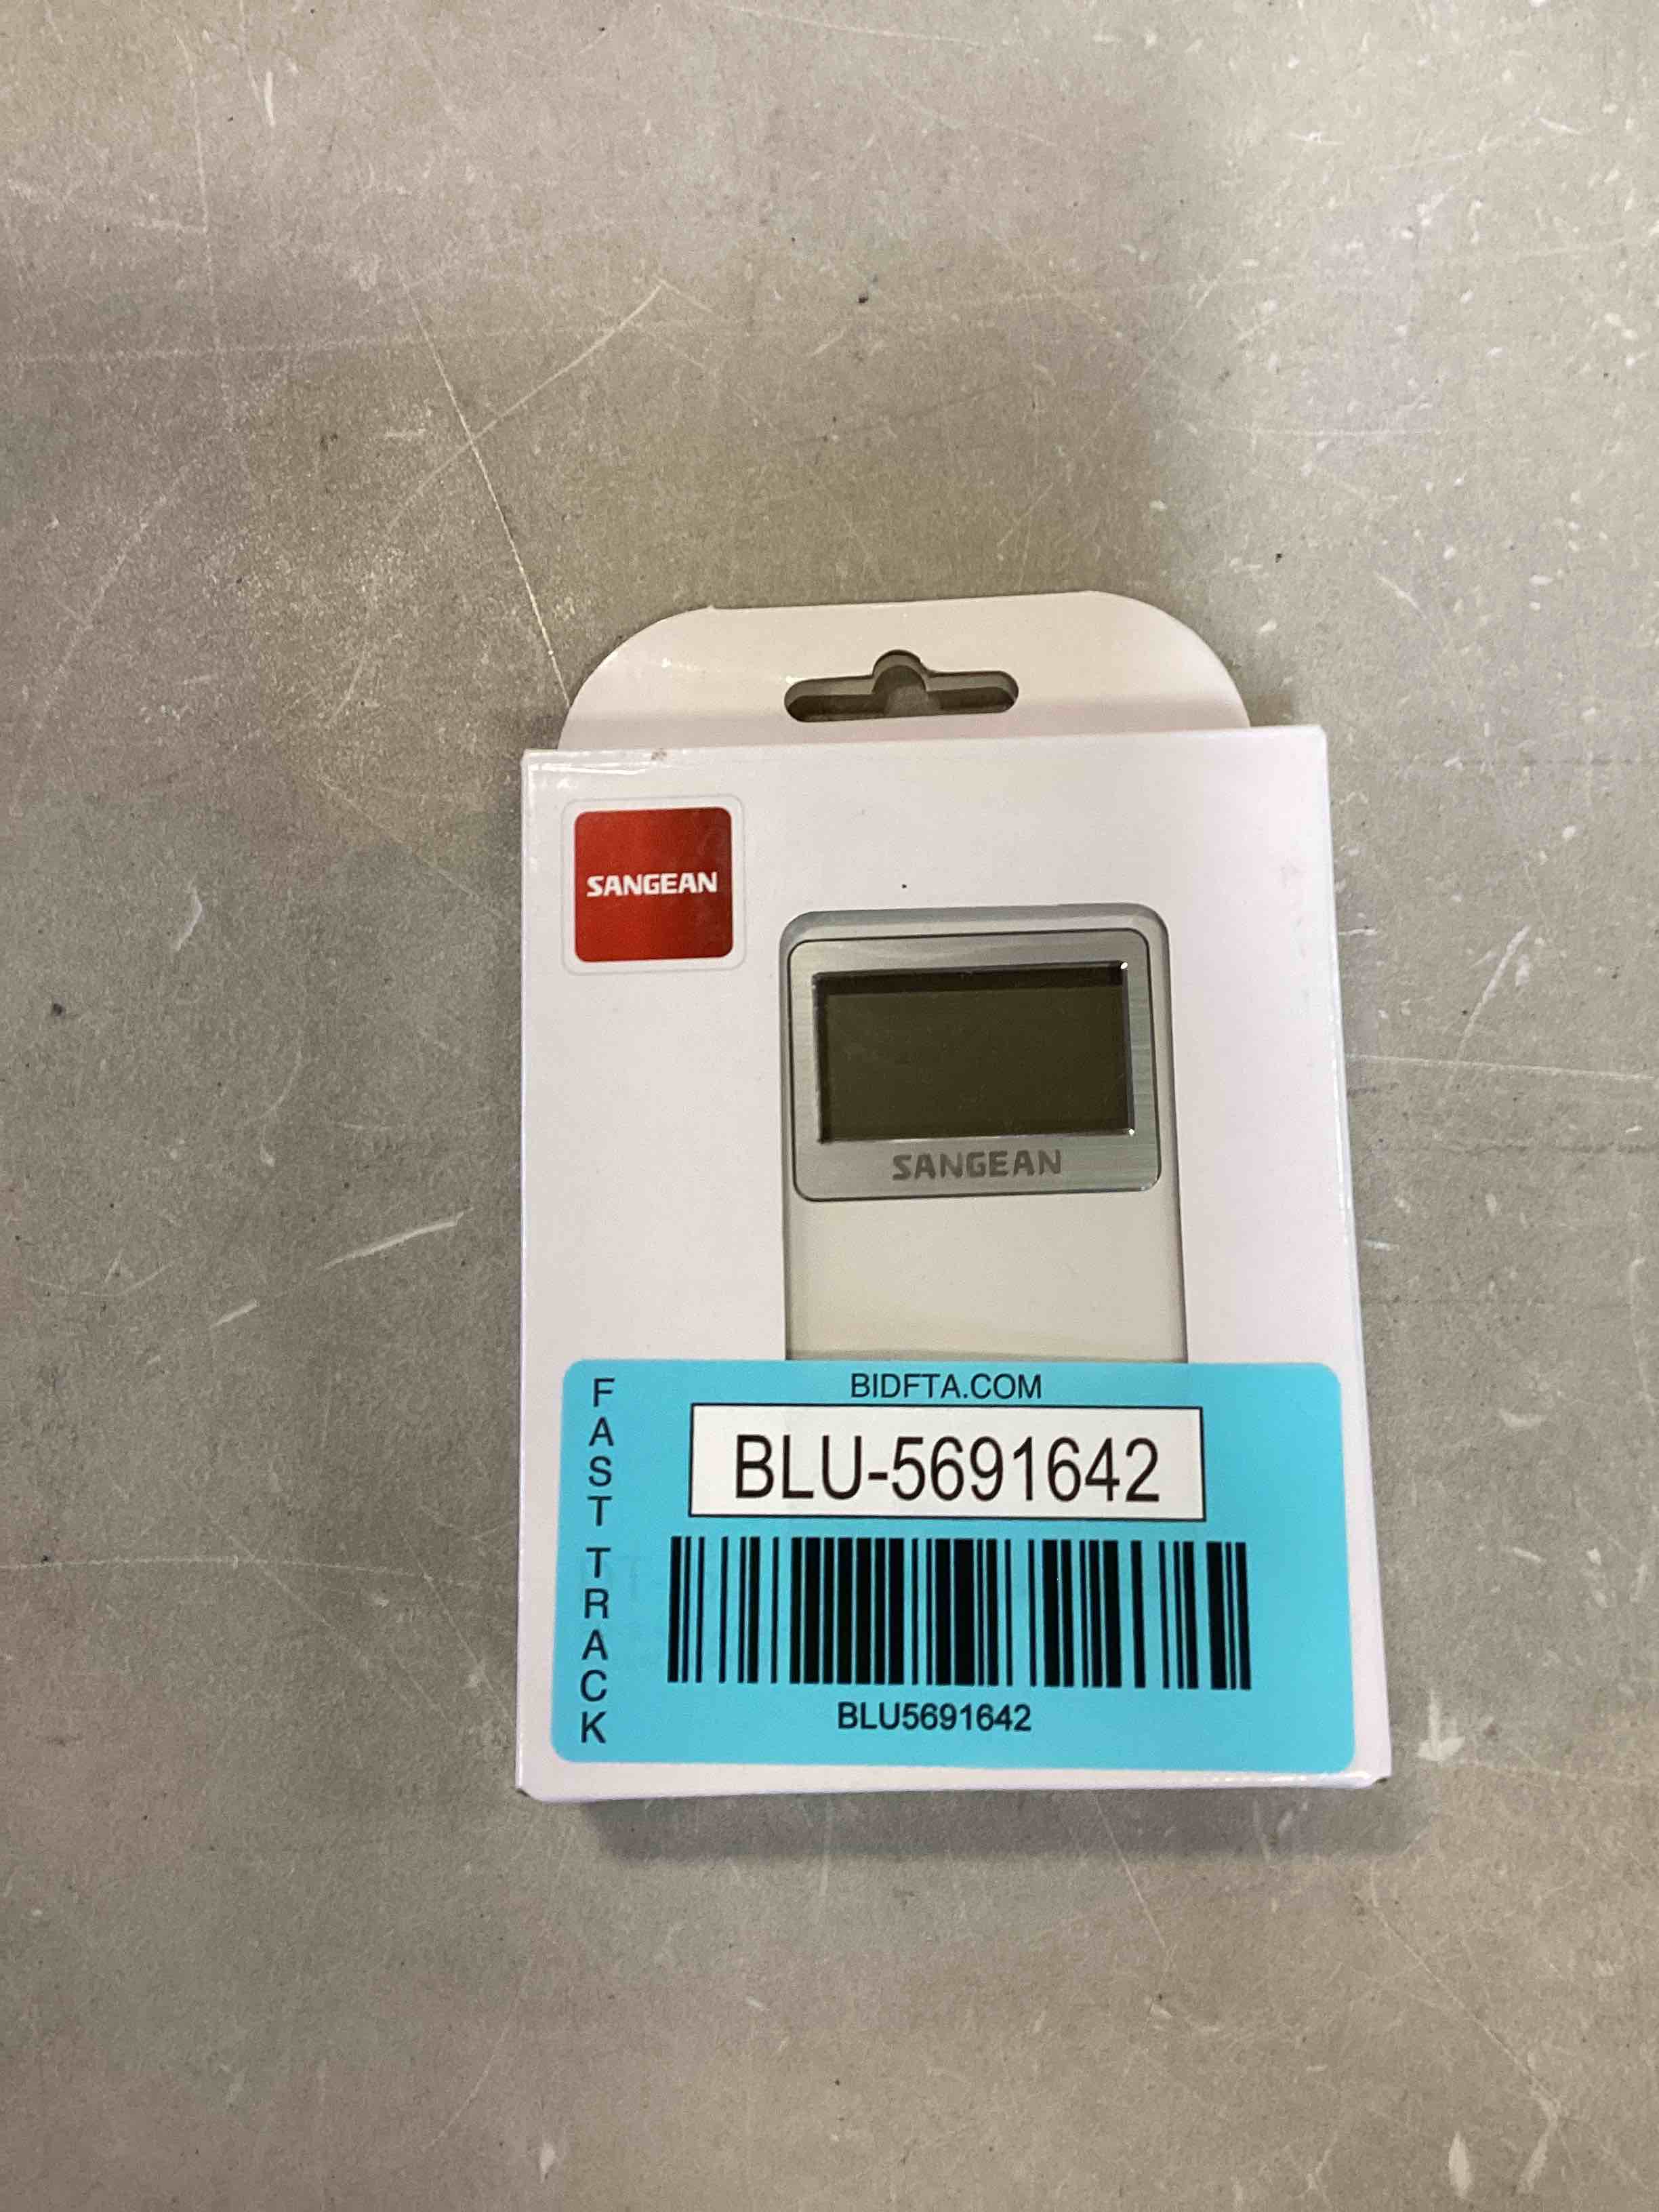 SANGEAN
SANGEAN
BIDFTA.COM
BLU-5691642
FAST TRACK
BLU5691642